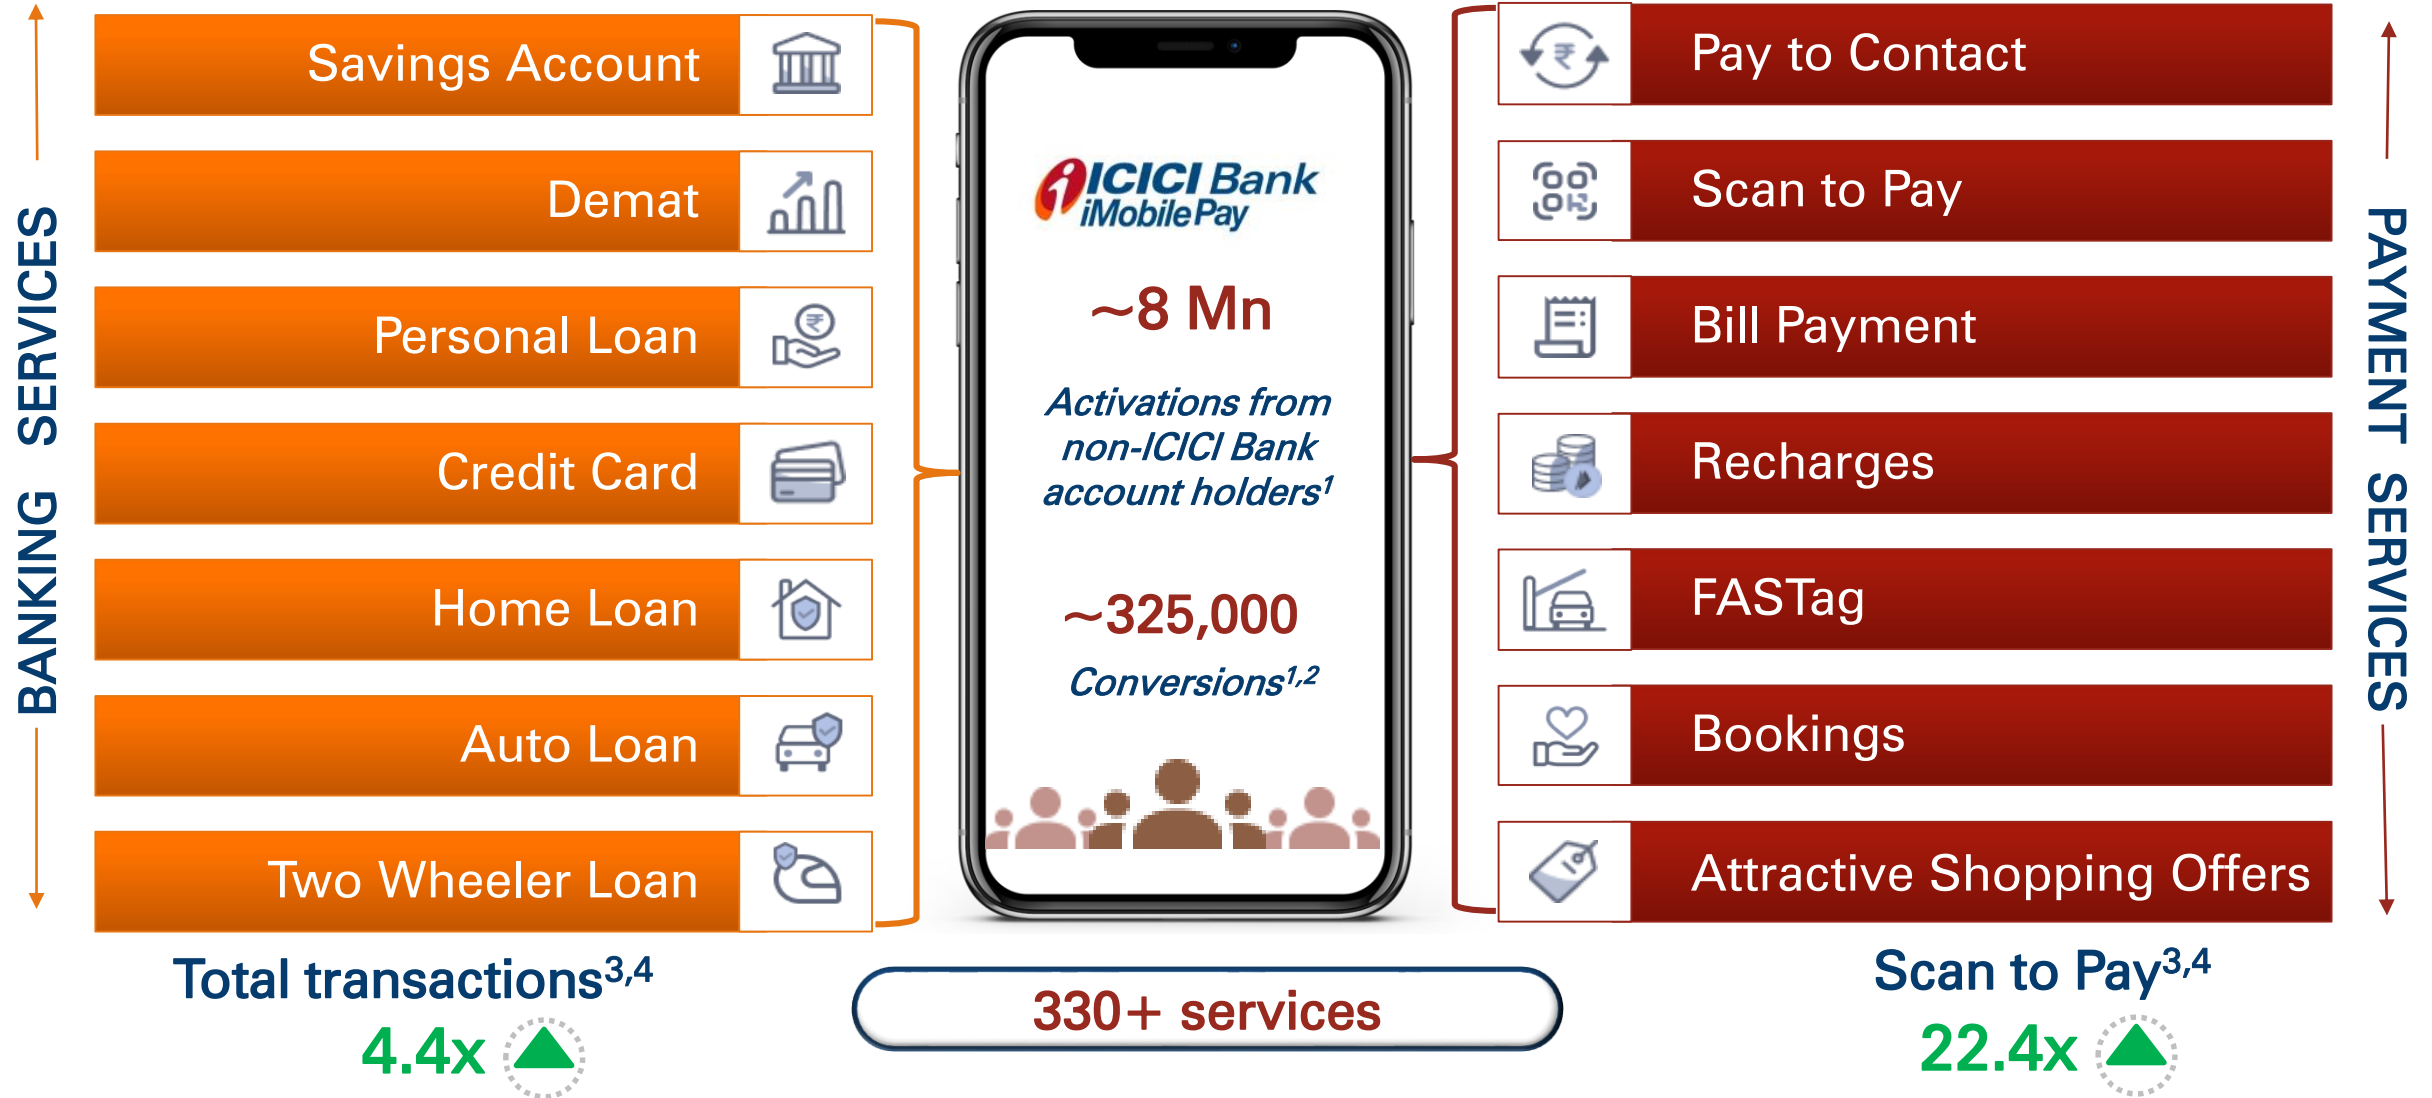 BANKING SERVICES
Savings Account
Demat
Personal Loan
Credit Card
Home Loan
Auto Loan
Two Wheeler Loan
Total transactions3,4
4.4x
ICICI Bank
iMobile Pay
~8 Mn
Activations from
non-ICICI Bank
account holders1
~325,000
Conversions1,2
330+ services
Pay to Contact
Scan to Pay
Bill Payment
Recharges
FASTag
Bookings
Attractive Shopping Offers
PAYMENT SERVICES
Scan to Pay3,4
22.4x